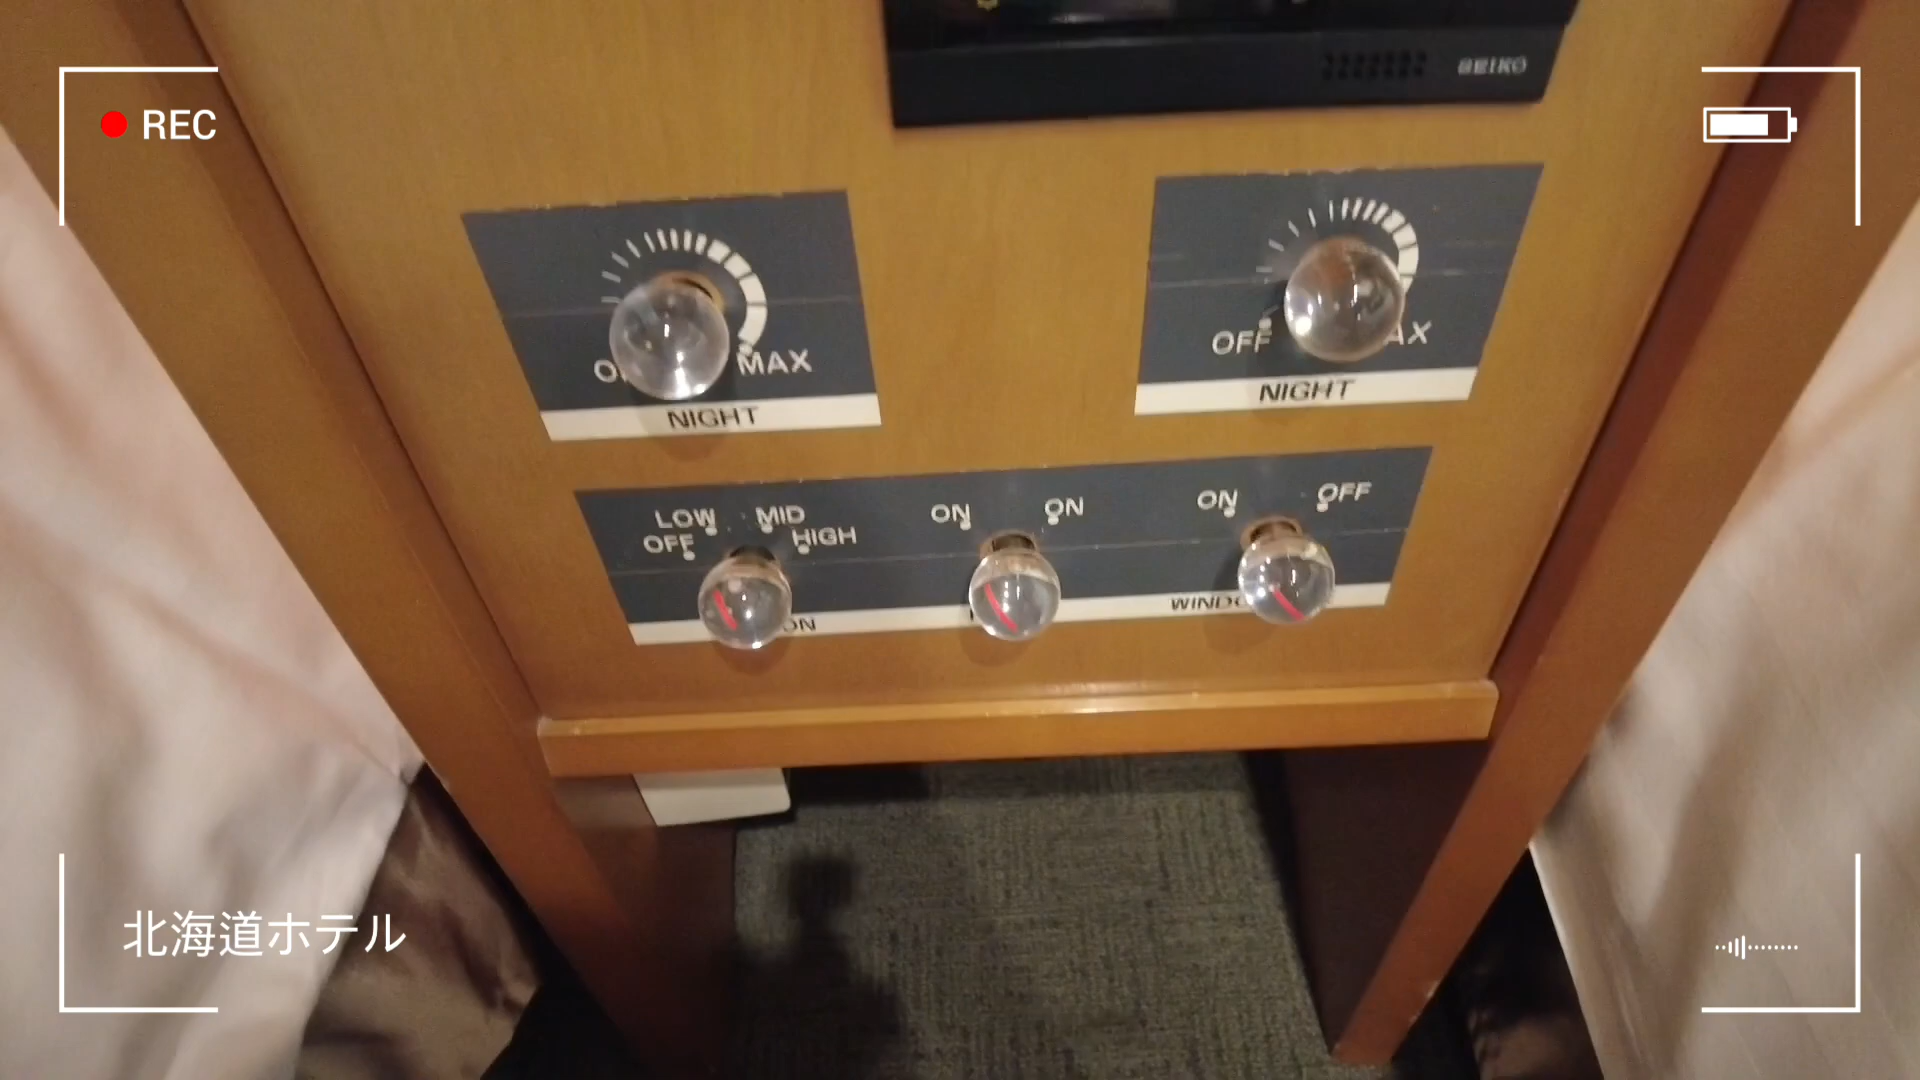 SEIKO
REC
MAX
NIGHT
OFF
NIGHT
LOW MID
OFF HIGH
ON ON
ON OFF
北海道ホテル